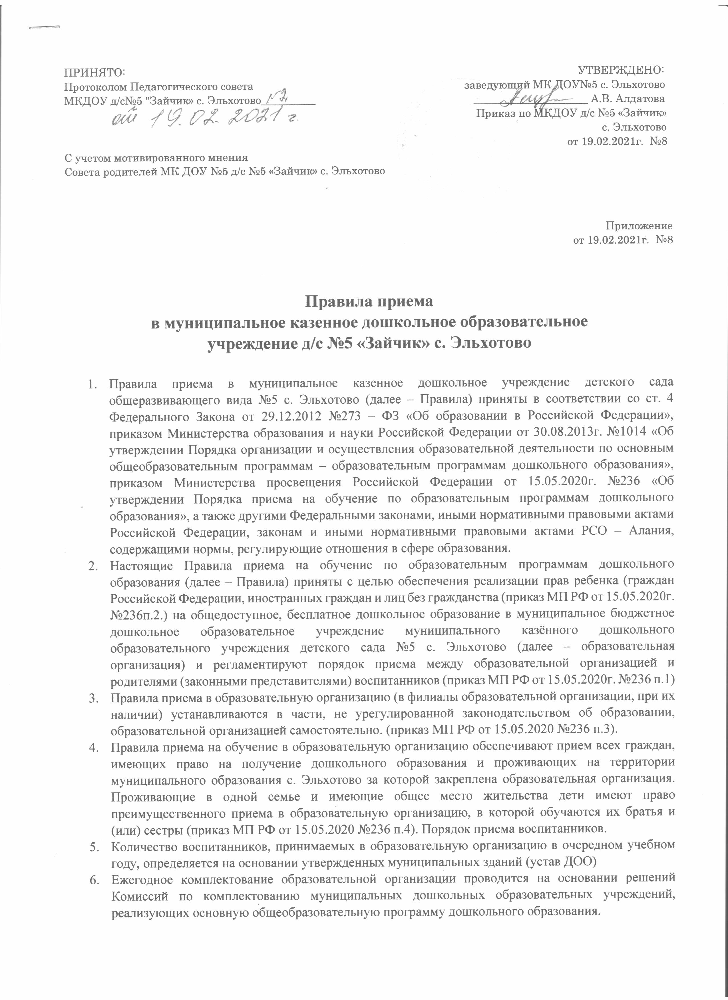 ПРИНЯТО:
Протоколом Педагогического совета
МКДОУ д/с№5 "Зайчик» с. Эльхотово №2
от 19.02.2021 г.
УТВЕРЖДЕНО:
заведующий МК ДОУ№5 с. Эльхотово
А.В. Алдатова
Приказ по МКДОУ д/с №5 «Зайчик»
с. Эльхотово
от 19.02.2021г. №8
С учетом мотивированного мнения
Совета родителей МК ДОУ №5 д/с №5 «Зайчик» с. Эльхотово
Приложение
от 19.02.2021г. №8
Правила приема
в муниципальное казенное дошкольное образовательное
учреждение д/с №5 «Зайчик» с. Эльхотово
1. Правила приема в муниципальное казенное дошкольное учреждение детского сада
общеразвивающего вида №5 с. Эльхотово (далее – Правила) приняты в соответствии со ст. 4
Федерального Закона от 29.12.2012 №273 – ФЗ «Об образовании в Российской Федерации»,
приказом Министерства образования и науки Российской Федерации от 30.08.2013г. №1014 «Об
утверждении Порядка организации и осуществления образовательной деятельности по основным
общеобразовательным программам – образовательным программам дошкольного образования»,
приказом Министерства просвещения Российской Федерации от 15.05.2020г. №236 «Об
утверждении Порядка приема на обучение по образовательным программам дошкольного
образования», а также другими Федеральными законами, иными нормативными правовыми актами
Российской Федерации, законам и иными нормативными правовыми актами РСО – Алания,
содержащими нормы, регулирующие отношения в сфере образования.
2. Настоящие Правила приема на обучение по образовательным программам дошкольного
образования (далее – Правила) приняты с целью обеспечения реализации прав ребенка (граждан
Российской Федерации, иностранных граждан и лиц без гражданства (приказ МП РФ от 15.05.2020г.
№236п.2.) на общедоступное, бесплатное дошкольное образование в муниципальное бюджетное
дошкольное образовательное учреждение муниципального казённого дошкольного
образовательного учреждения детского сада №5 с. Эльхотово (далее – образовательная
организация) и регламентируют порядок приема между образовательной организацией и
родителями (законными представителями) воспитанников (приказ МП РФ от 15.05.2020г. №236 п.1)
3. Правила приема в образовательную организацию (в филиалы образовательной организации, при их
наличии) устанавливаются в части, не урегулированной законодательством об образовании,
образовательной организацией самостоятельно. (приказ МП РФ от 15.05.2020 №236 п.3).
4. Правила приема на обучение в образовательную организацию обеспечивают прием всех граждан,
имеющих право на получение дошкольного образования и проживающих на территории
муниципального образования с. Эльхотово за которой закреплена образовательная организация.
Проживающие в одной семье и имеющие общее место жительства дети имеют право
преимущественного приема в образовательную организацию, в которой обучаются их братья и
(или) сестры (приказ МП РФ от 15.05.2020 №236 п.4). Порядок приема воспитанников.
5. Количество воспитанников, принимаемых в образовательную организацию в очередном учебном
году, определяется на основании утвержденных муниципальных зданий (устав ДОО)
6. Ежегодное комплектование образовательной организации проводится на основании решений
Комиссий по комплектованию муниципальных дошкольных образовательных учреждений,
реализующих основную общеобразовательную программу дошкольного образования.